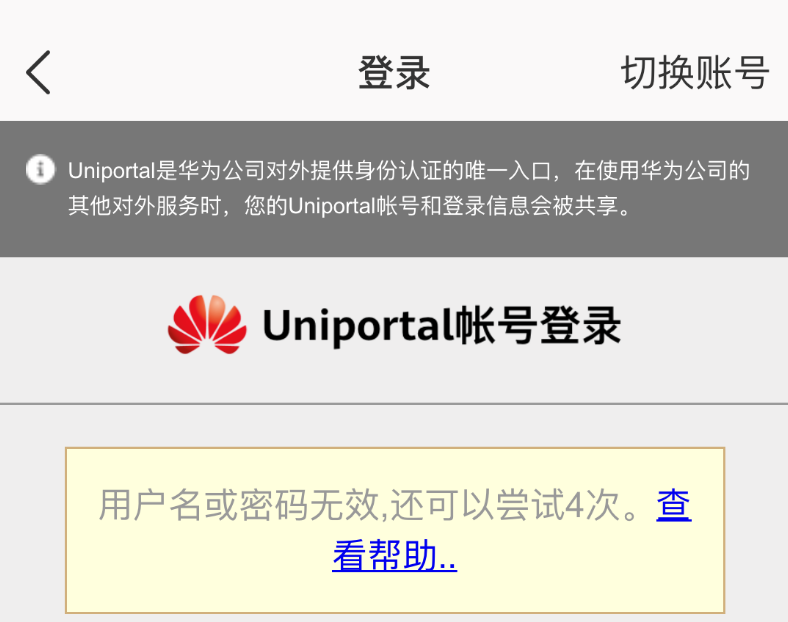 登录
切换账号
Uniportal是华为公司对外提供身份认证的唯一入口，在使用华为公司的
其他对外服务时，您的Uniportal帐号和登录信息会被共享。
Uniportal帐号登录
用户名或密码无效,还可以尝试4次。查
看帮助..